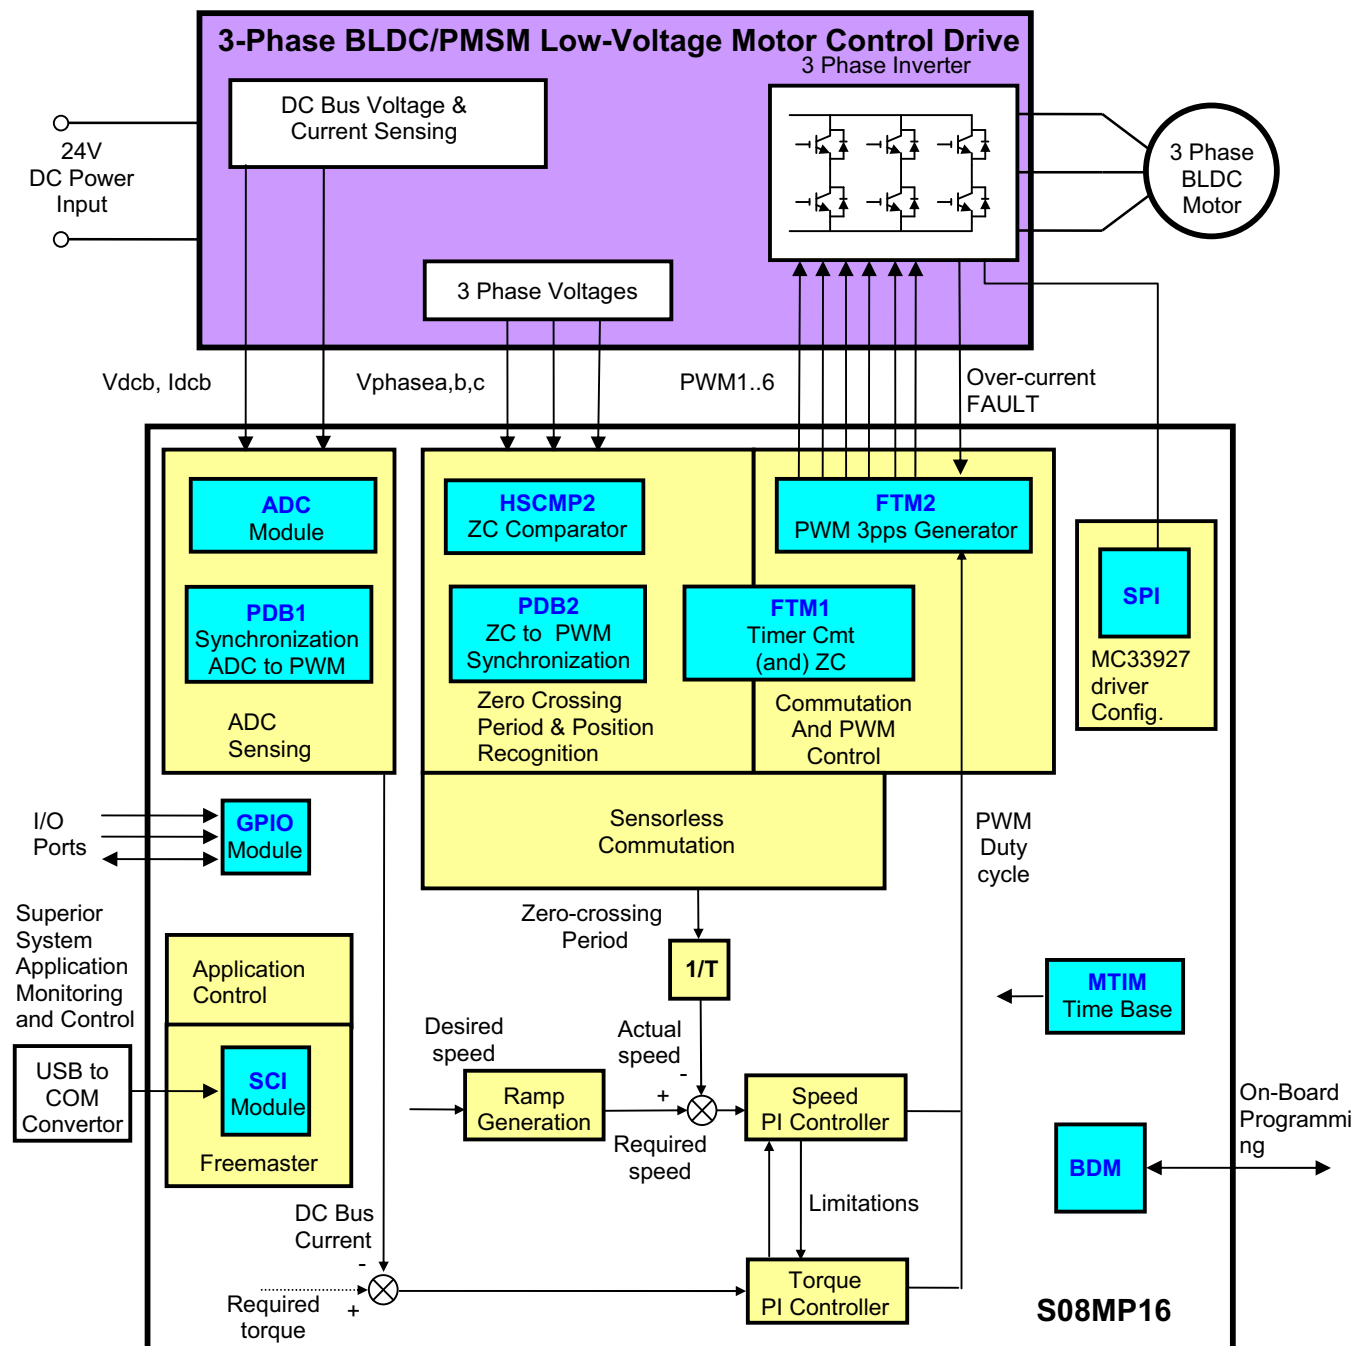 3-Phase BLDC/PMSM Low-Voltage Motor Control Drive
3 Phase Inverter
DC Bus Voltage &
Current Sensing
24V
DC Power
Input
3 Phase
BLDC
Motor
3 Phase Voltages
Vdcb, Idcb
Vphasea,b,c
PWM1..6
Over-current
FAULT
ADC
Module
HSCMP2
ZC Comparator
FTM2
PWM 3pps Generator
PDB1
Synchronization
ADC to PWM
PDB2
ZC to PWM
Synchronization
FTM1
Timer Cmt
(and) ZC
SPI
MC33927
driver
Config.
ADC
Sensing
Zero Crossing
Period & Position
Recognition
Commutation
And PWM
Control
I/O
Ports
GPIO
Module
Sensorless
Commutation
PWM
Duty
cycle
Superior
System
Application
Monitoring
and Control
Zero-crossing
Period
1/T
Application
Control
MTIM
Time Base
USB to
COM
Convertor
SCI
Module
Freemaster
Desired
speed
Actual
speed
-
+
Ramp
Generation
Required
speed
Speed
PI Controller
On-Board
Programmi
ng
BDM
Limitations
DC Bus
Current
-
+
Required
torque
Torque
PI Controller
S08MP16